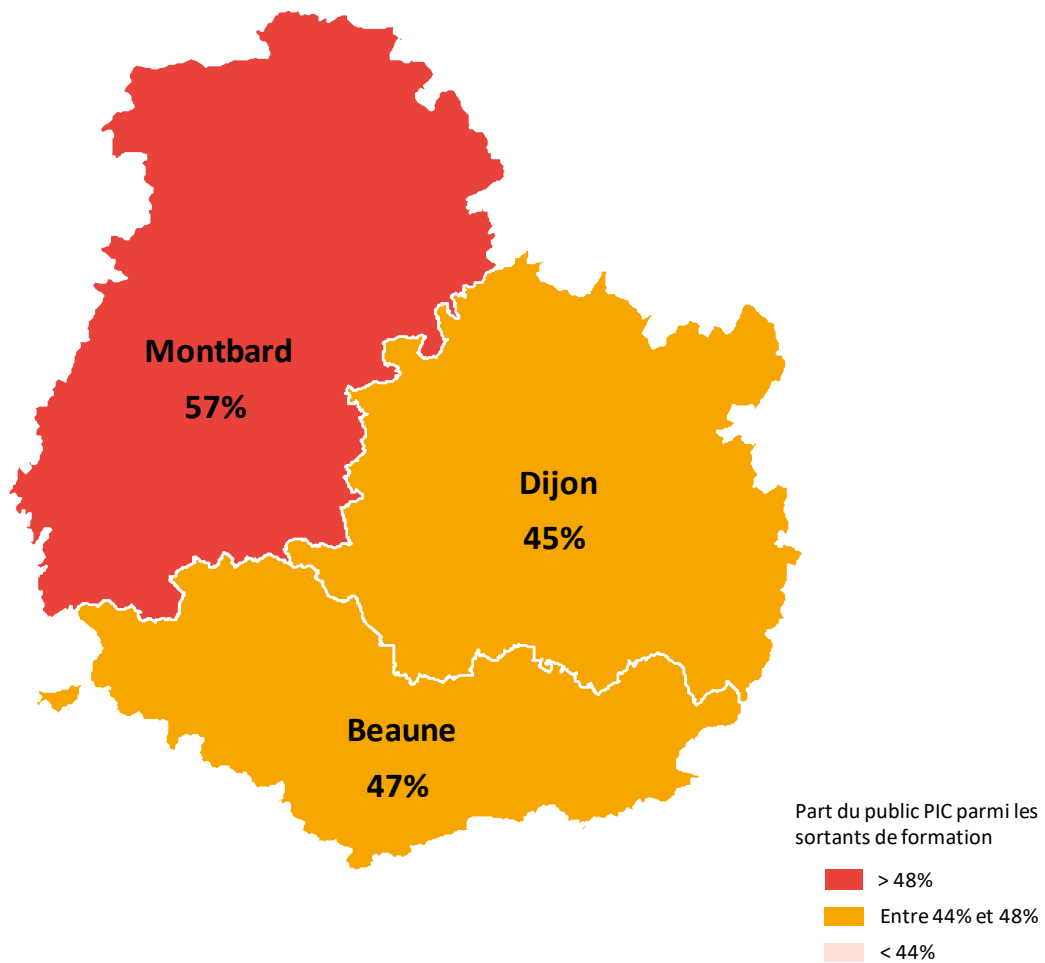 Montbard
57%
Dijon
45%
Beaune
47%
Part du public PIC parmi les
sortants de formation
> 48%
Entre 44% et 48%
< 44%